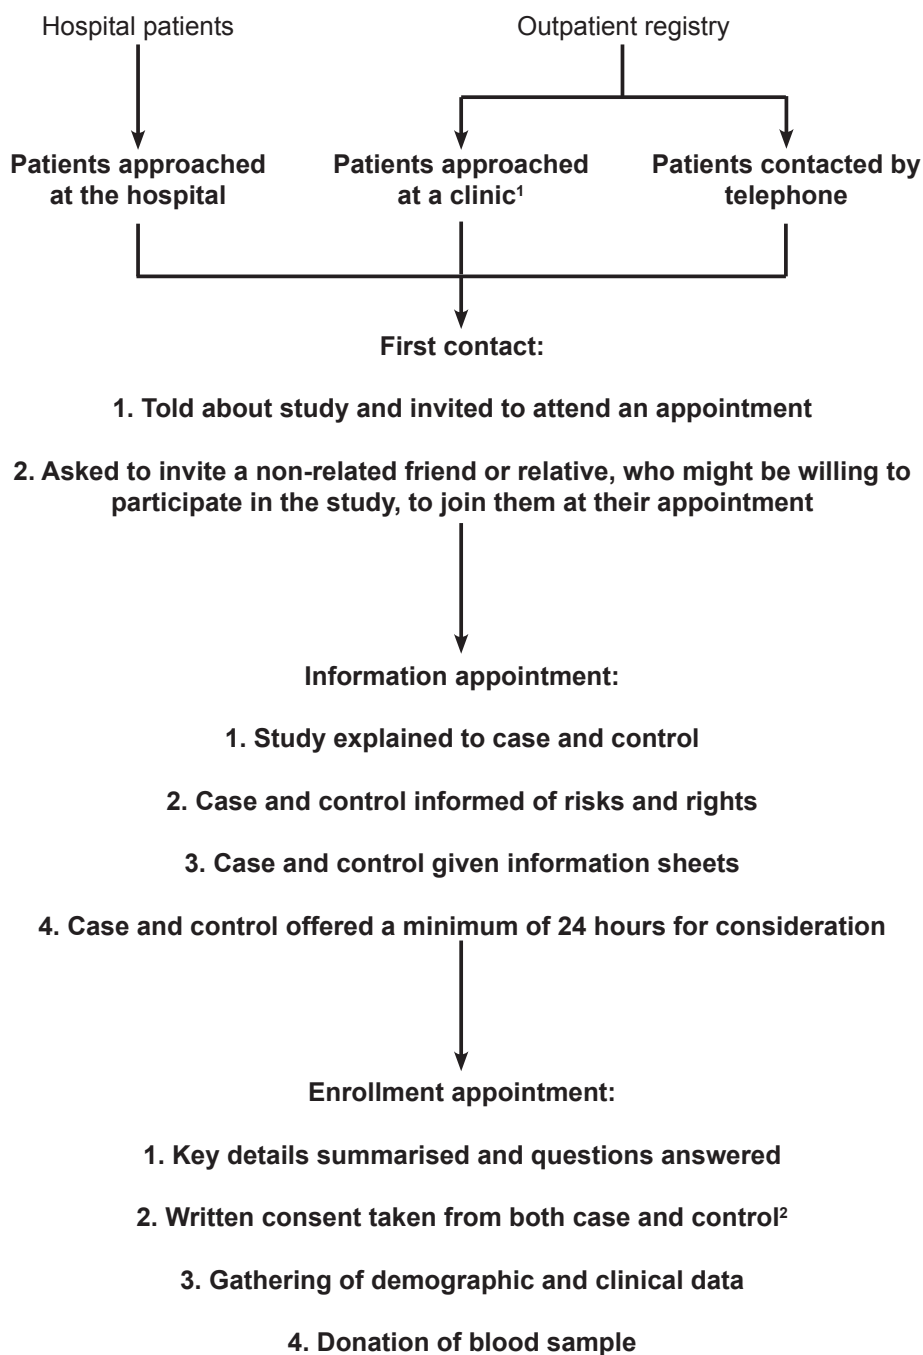 Hospital patients
Outpatient registry
Patients approached
at the hospital
Patients approached
at a clinic¹
Patients contacted by
telephone
First contact:
1. Told about study and invited to attend an appointment
2. Asked to invite a non-related friend or relative, who might be willing to
participate in the study, to join them at their appointment
Information appointment:
1. Study explained to case and control
2. Case and control informed of risks and rights
3. Case and control given information sheets
4. Case and control offered a minimum of 24 hours for consideration
Enrollment appointment:
1. Key details summarised and questions answered
2. Written consent taken from both case and control²
3. Gathering of demographic and clinical data
4. Donation of blood sample